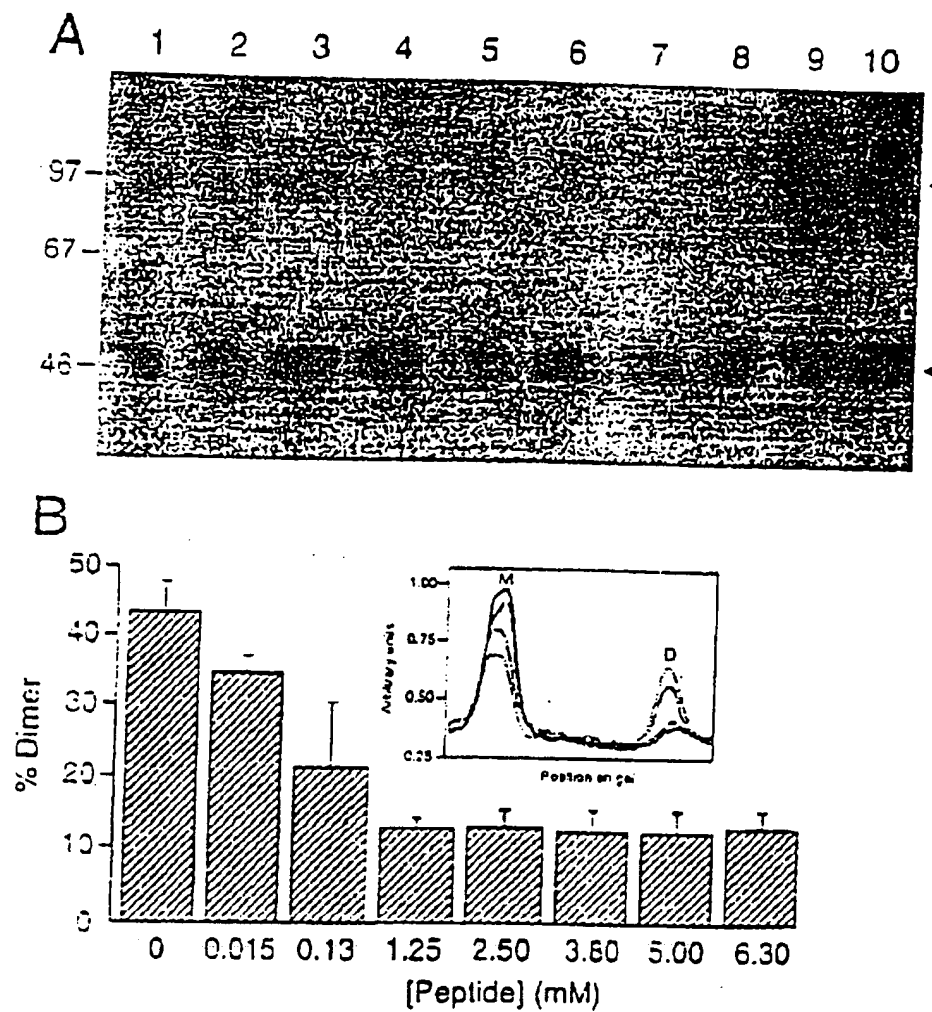 A
1 2 3 4 5 6 7 8 9 10
97
67
46
B
50
40
30
20
10
0
% Dimer
1.00
0.75
0.50
0.25
Arbitrary units
M
D
Position on gel
0 0.015 0.13 1.25 2.50 3.80 5.00 6.30
[Peptide] (mM)